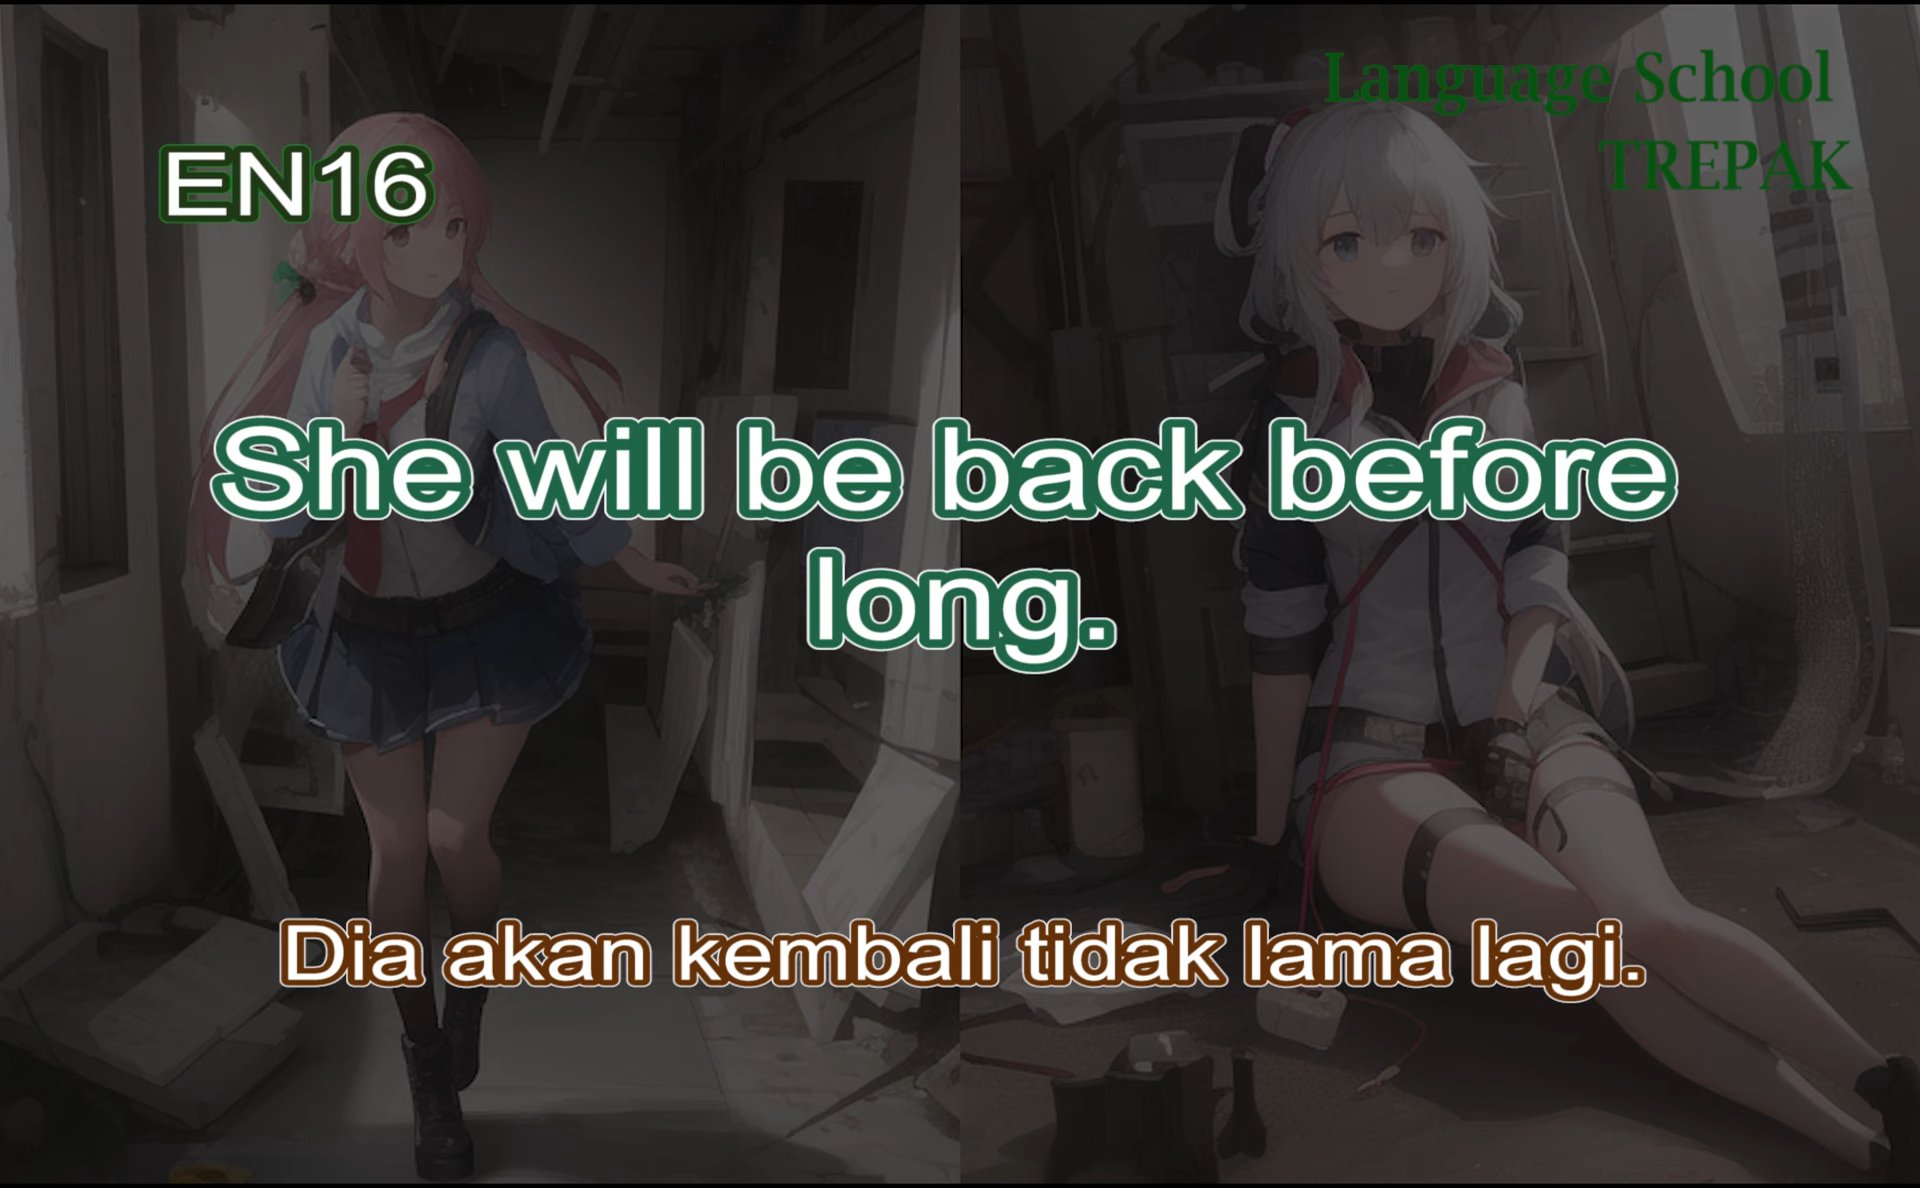 Language School
TREPAK
EN16
She will be back before
long.
Dia akan kembali tidak lama lagi.